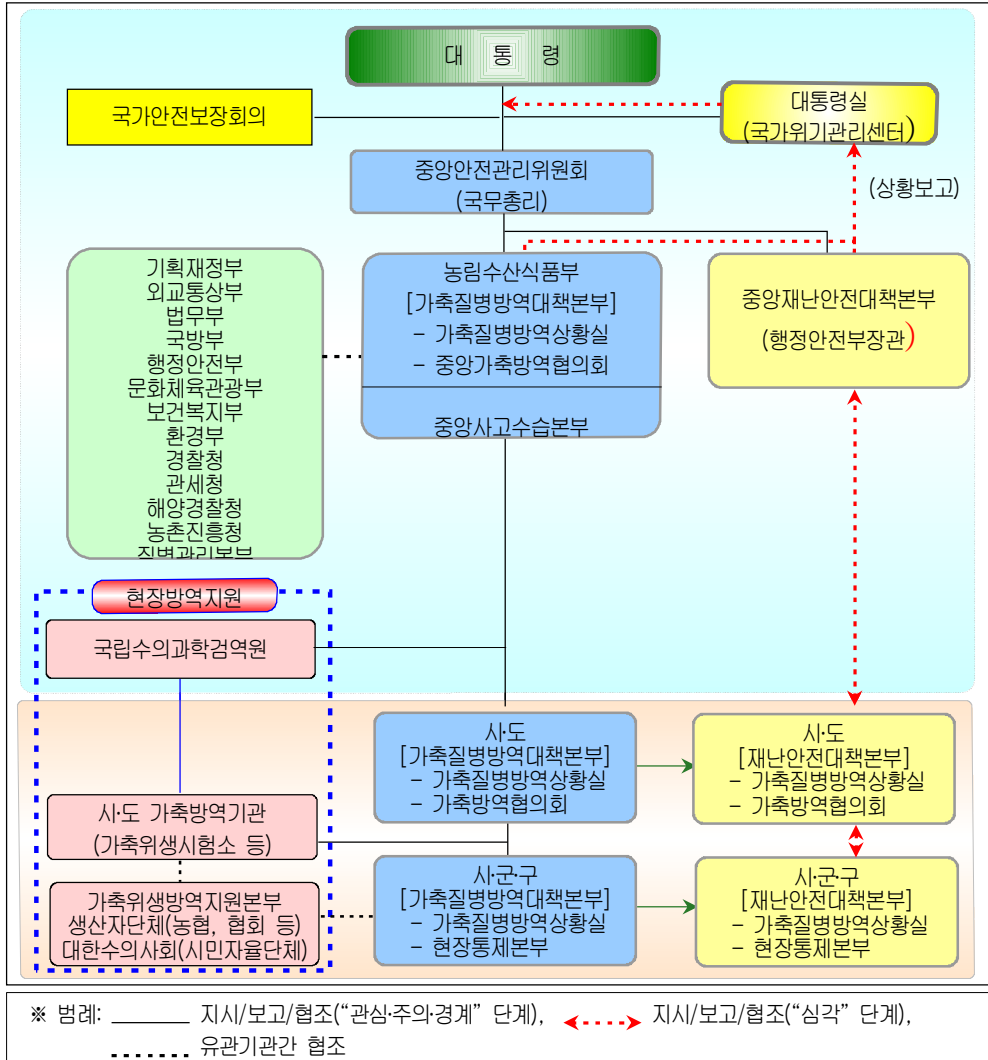 대 통 령
국가안전보장회의
대통령실
(국가위기관리센터)
중앙안전관리위원회
(국무총리)
(상황보고)
기획재정부
외교통상부
법무부
국방부
행정안전부
문화체육관광부
보건복지부
환경부
경찰청
관세청
해양경찰청
농촌진흥청
질병관리본부
농림수산식품부
[가축질병방역대책본부]
- 가축질병방역상황실
- 중앙가축방역협의회
중앙사고수습본부
중앙재난안전대책본부
(행정안전부장관)
현장방역지원
국립수의과학검역원
시·도 가축방역기관
(가축위생시험소 등)
가축위생방역지원본부
생산자단체(농협, 협회 등)
대한수의사회(시민자율단체)
시·도
[가축질병방역대책본부]
- 가축질병방역상황실
- 가축방역협의회
시·도
[재난안전대책본부]
- 가축질병방역상황실
- 가축방역협의회
시·군·구
[가축질병방역대책본부]
- 가축질병방역상황실
- 현장통제본부
시·군·구
[재난안전대책본부]
- 가축질병방역상황실
- 현장통제본부
※ 범례: 지시/보고/협조(“관심·주의·경계” 단계), 지시/보고/협조(“심각” 단계),
유관기관간 협조